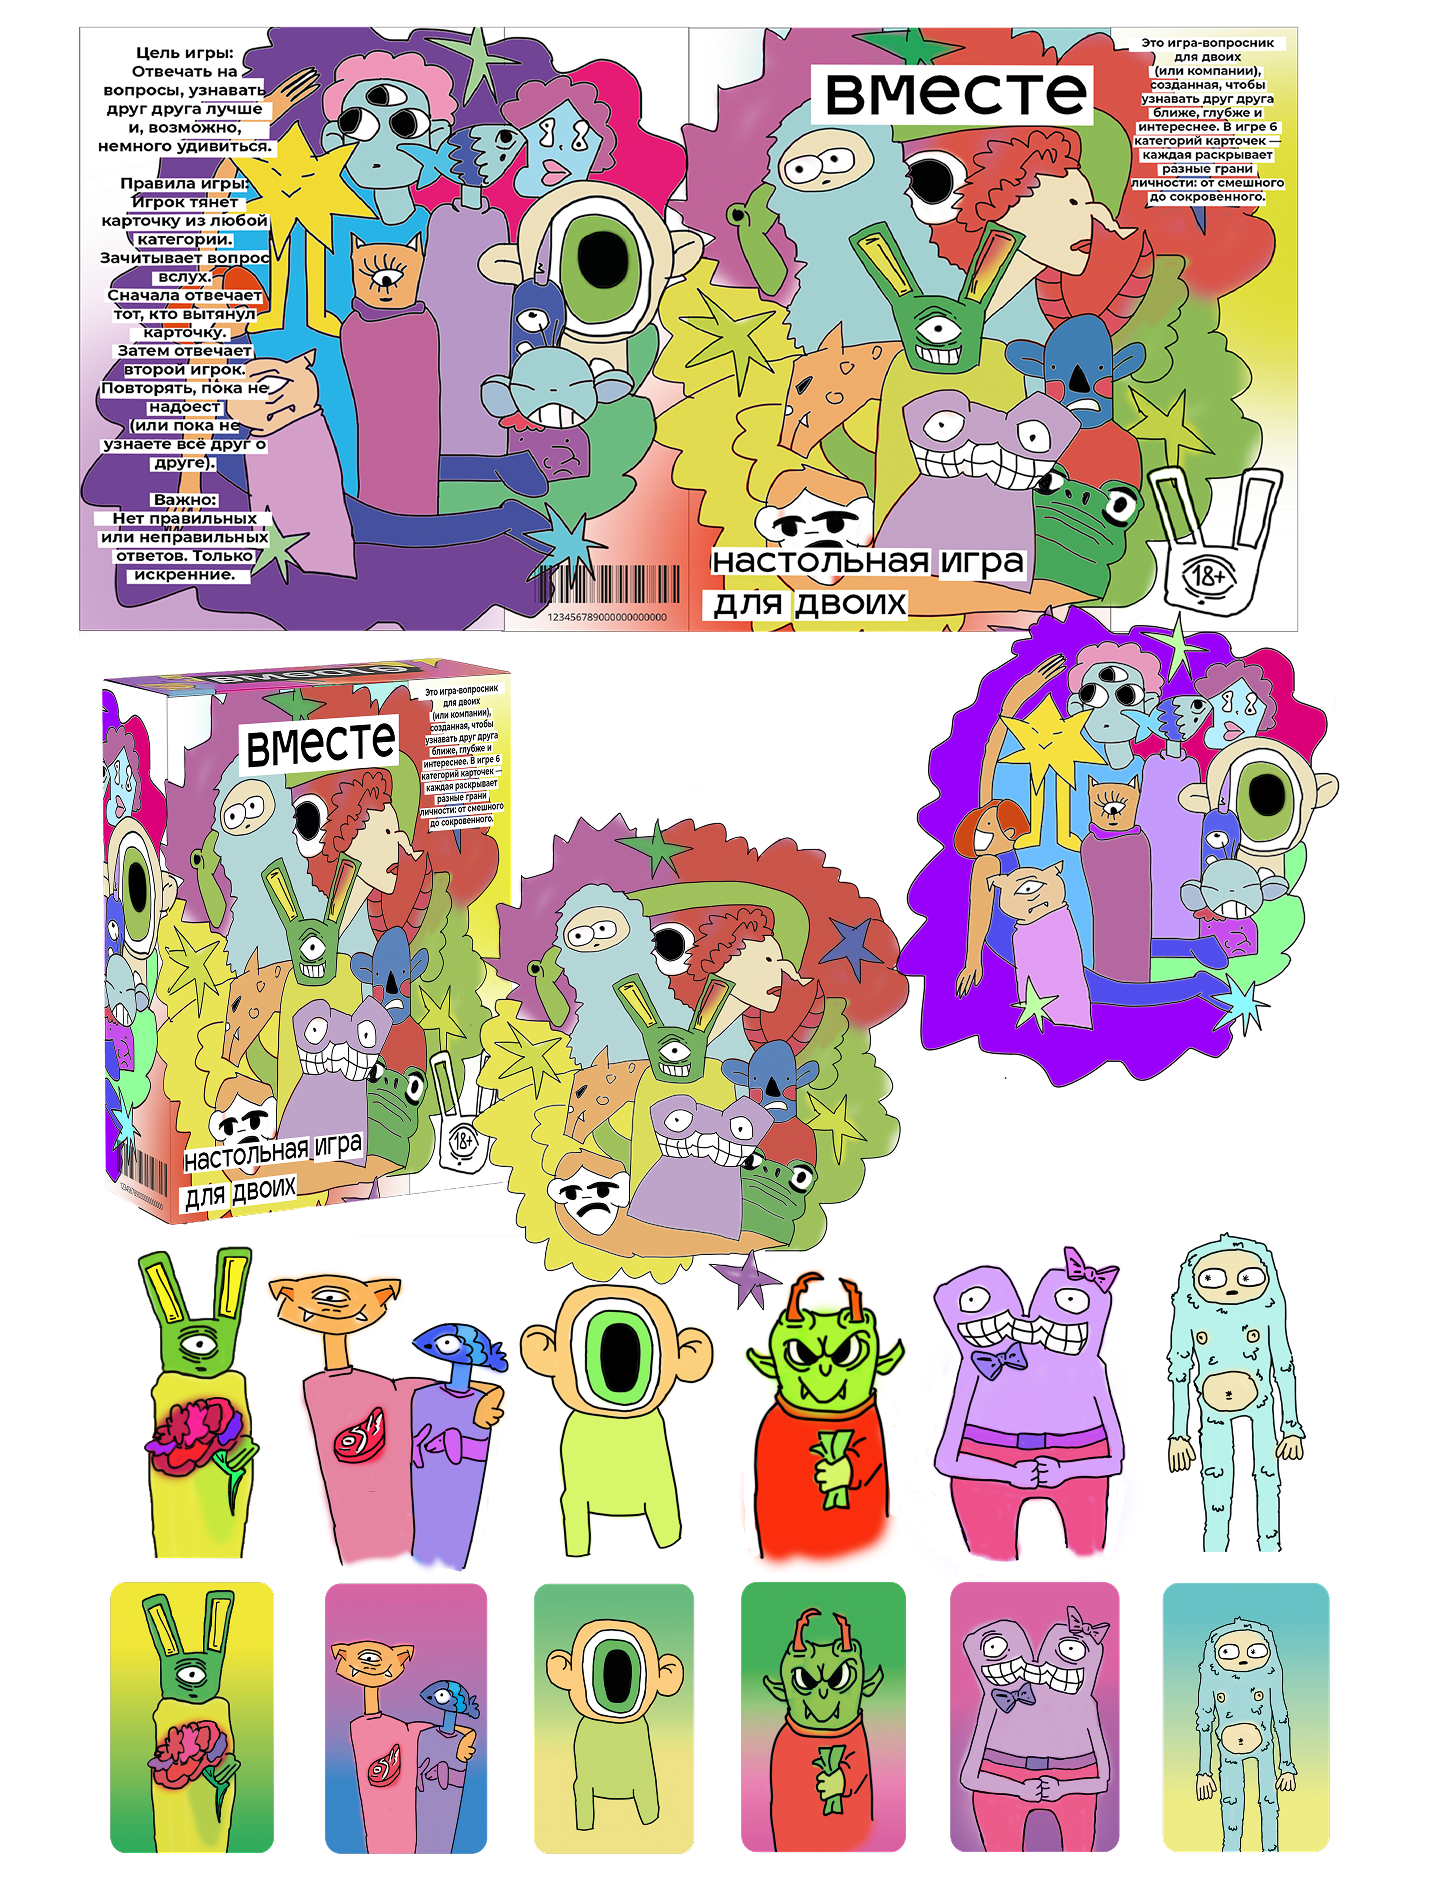 Цель игры:
Отвечать на
вопросы, узнавать
друг друга лучше
и, возможно,
немного удивиться.
Правила игры:
Игрок тянет
карточку из любой
категории.
Зачитывает вопрос
вслух.
Сначала отвечает
тот, кто вытянул
карточку.
Затем отвечает
второй игрок.
Повторять, пока не
надоест
(или пока не
узнаете всё друг о
друге).
Важно:
Нет правильных
или неправильных
ответов. Только
искренние.
123456789000000000000
вместе
настольная игра
для двоих
Это игра-вопросник
для двоих
(или компании),
созданная, чтобы
узнавать друг друга
ближе, глубже и
интереснее. В игре 6
категорий карточек —
каждая раскрывает
разные грани
личности: от смешного
до сокровенного.
18+
вместе
Это игра-вопросник
для двоих
(или компании),
созданная, чтобы
узнавать друг друга
ближе, глубже и
интереснее. В игре 6
категорий карточек —
каждая раскрывает
разные грани
личности: от смешного
до сокровенного.
18+
настольная игра
для двоих